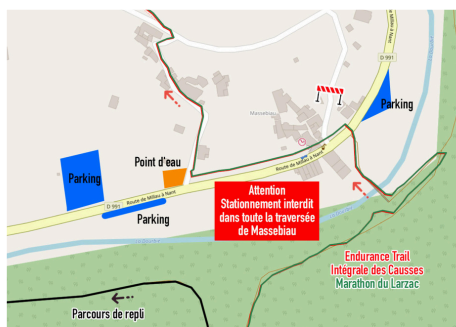 D 991
Parking
Massebiau
Route de Millau à Nant
Point d'eau
Parking
Route de Millau à Nant
D 991
Parking
Attention
Stationnement interdit
dans toute la traversée
de Massebiau
Endurance Trail
Intégrale des Causses
Marathon du Larzac
Parcours de repli